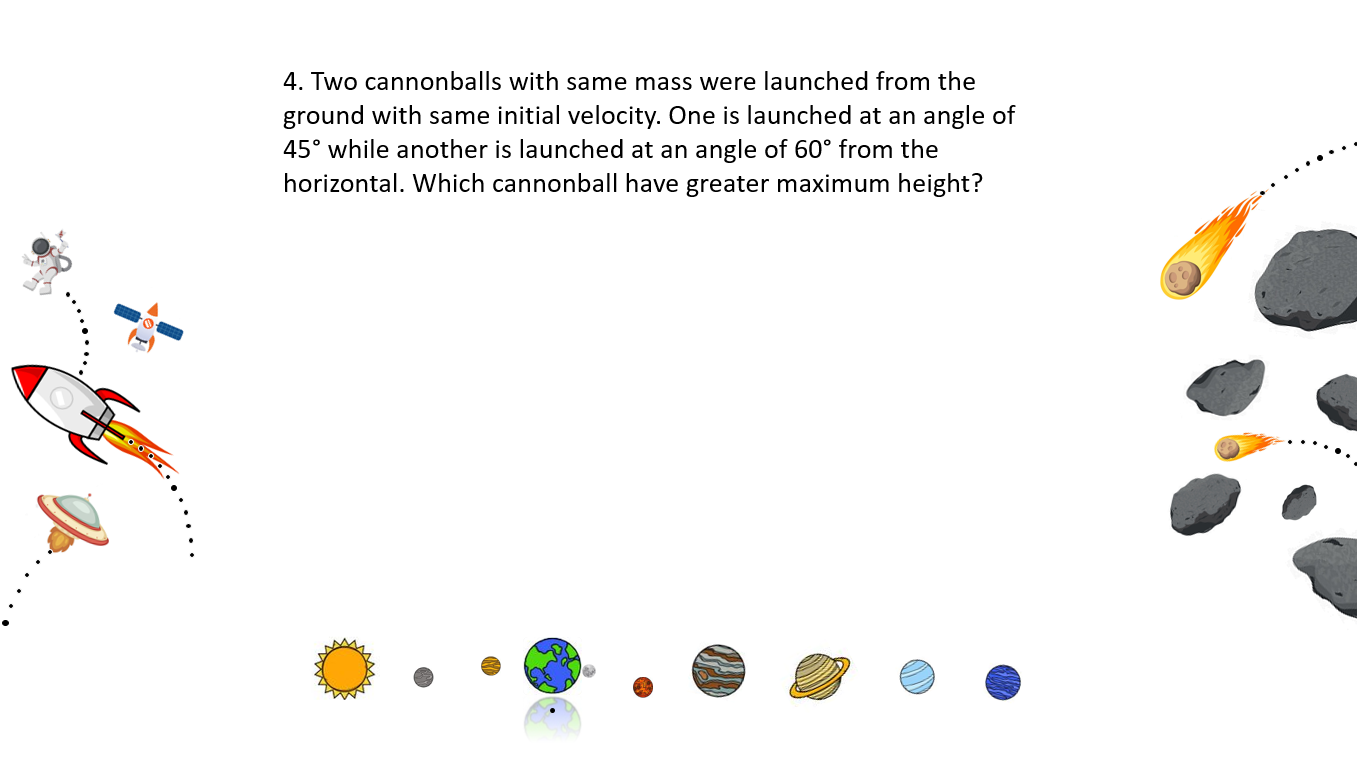 4. Two cannonballs with same mass were launched from the
ground with same initial velocity. One is launched at an angle of
45° while another is launched at an angle of 60° from the
horizontal. Which cannonball have greater maximum height?